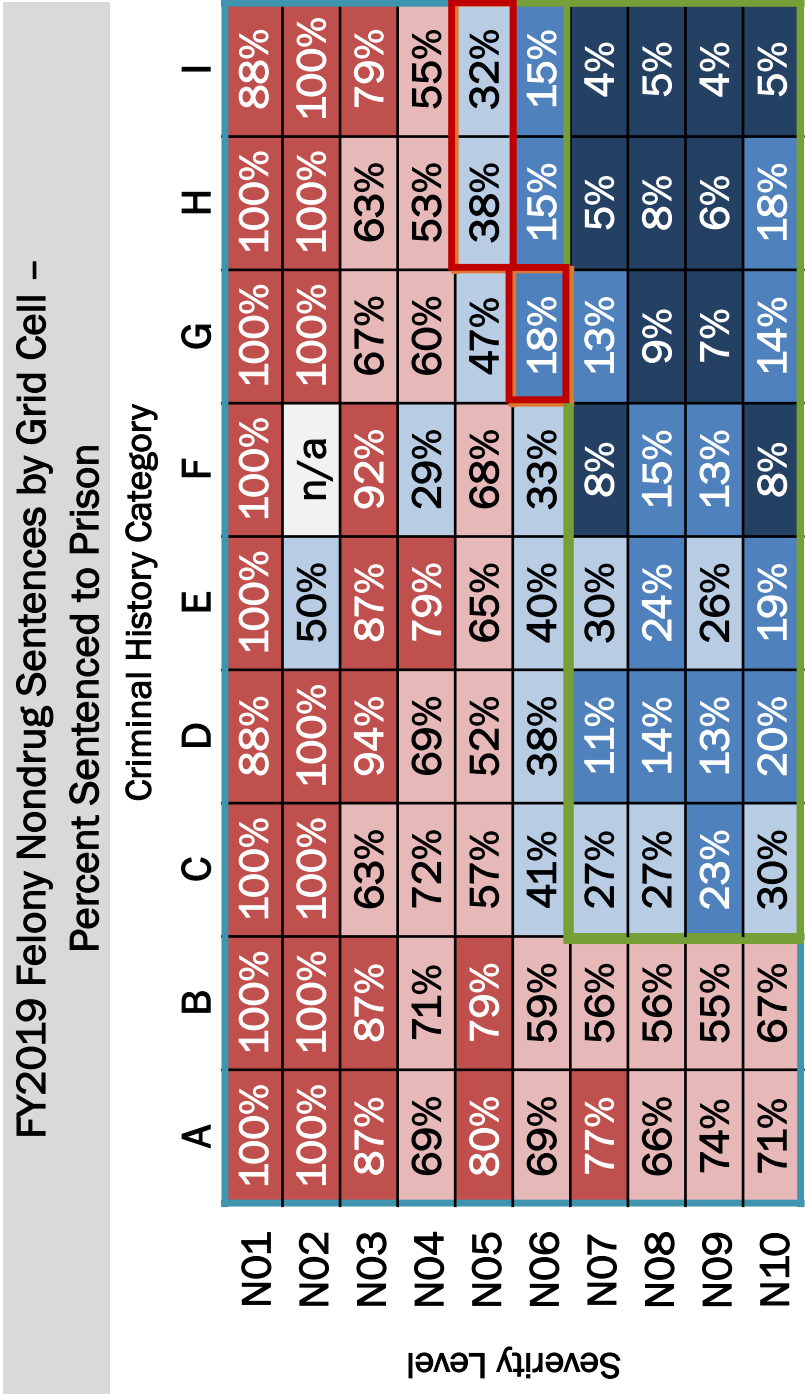 FY2019 Felony Nondrug Sentences by Grid Cell –
Percent Sentenced to Prison
Criminal History Category
A B C D E F G H I
Severity Level
N01 100% 100% 100% 88% 100% 100% 100% 100% 88%
N02 100% 100% 100% 100% 50% n/a 100% 100% 100%
N03 87% 87% 63% 94% 87% 92% 67% 63% 79%
N04 69% 71% 72% 69% 79% 29% 60% 53% 55%
N05 80% 79% 57% 52% 65% 68% 47% 38% 32%
N06 69% 59% 41% 38% 40% 33% 18% 15% 15%
N07 77% 56% 27% 11% 30% 8% 13% 5% 4%
N08 66% 56% 27% 14% 24% 15% 9% 8% 5%
N09 74% 55% 23% 13% 26% 13% 7% 6% 4%
N10 71% 67% 30% 20% 19% 8% 14% 18% 5%